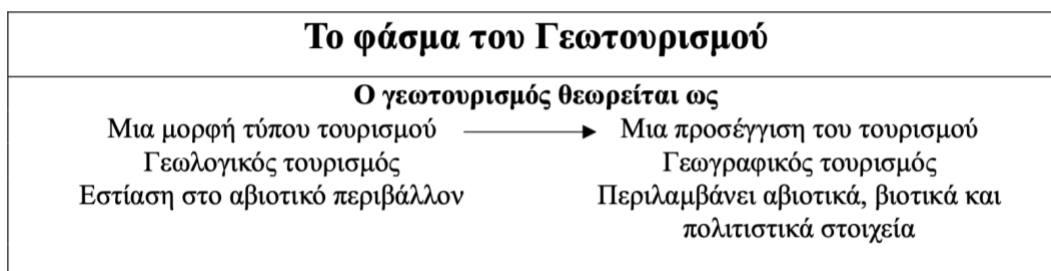 Το φάσμα του Γεωτουρισμού
Ο γεωτουρισμός θεωρείται ως
Μια μορφή τύπου τουρισμού
Γεωλογικός τουρισμός
Εστίαση στο αβιοτικό περιβάλλον
Μια προσέγγιση του τουρισμού
Γεωγραφικός τουρισμός
Περιλαμβάνει αβιοτικά, βιοτικά και
πολιτιστικά στοιχεία